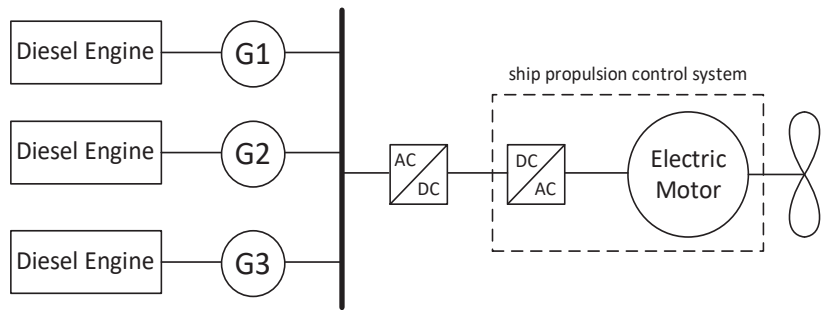 Diesel Engine
G1
ship propulsion control system
Diesel Engine
G2
AC
DC
DC
AC
Electric
Motor
Diesel Engine
G3